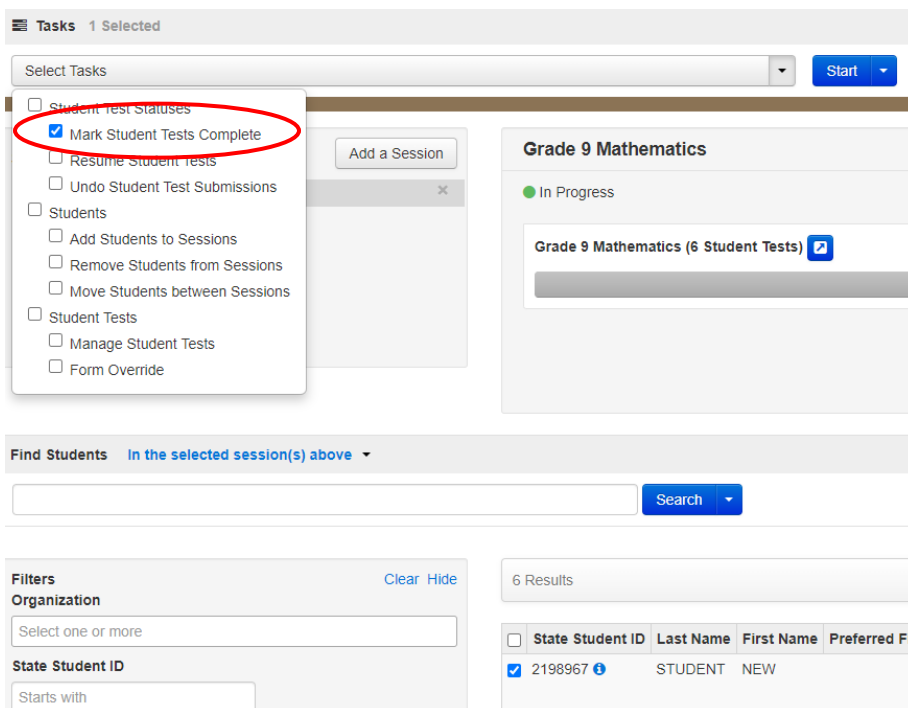 Tasks 1 Selected
Select Tasks
Start
Student Test Statuses
Mark Student Tests Complete
Resume Student Tests
Undo Student Test Submissions
Students
Add Students to Sessions
Remove Students from Sessions
Move Students between Sessions
Student Tests
Manage Student Tests
Form Override
Add a Session
Grade 9 Mathematics
In Progress
Grade 9 Mathematics (6 Student Tests)
Find Students In the selected session(s) above
Search
Filters Clear Hide
Organization
Select one or more
State Student ID
Starts with
6 Results
State Student ID Last Name First Name Preferred F
2198967 STUDENT NEW